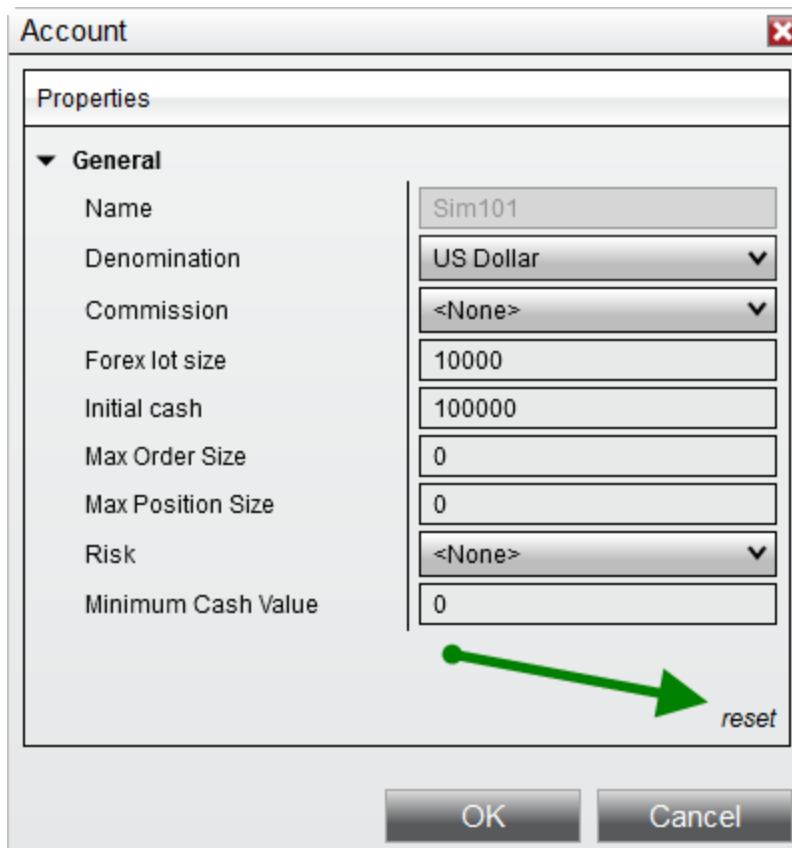 Account
Properties
General
Name Sim101
Denomination US Dollar
Commission <None>
Forex lot size 10000
Initial cash 100000
Max Order Size 0
Max Position Size 0
Risk <None>
Minimum Cash Value 0
reset
OK Cancel